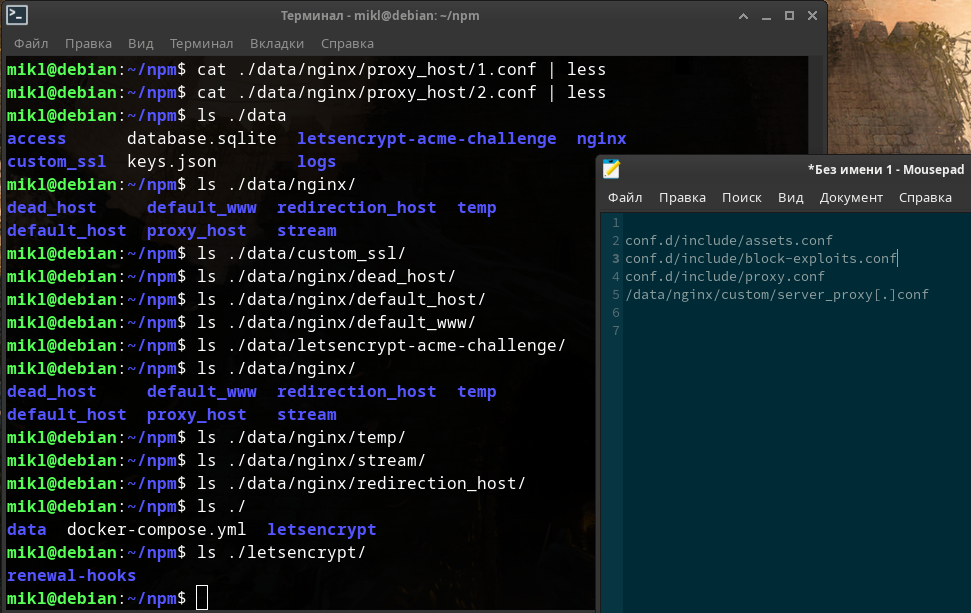 Терминал - mikl@debian: ~/npm
Файл Правка Вид Терминал Вкладки Справка
mikl@debian:~/npm$ cat ./data/nginx/proxy_host/1.conf | less
mikl@debian:~/npm$ cat ./data/nginx/proxy_host/2.conf | less
mikl@debian:~/npm$ ls ./data
access database.sqlite letsencrypt-acme-challenge nginx
custom_ssl keys.json logs
mikl@debian:~/npm$ ls ./data/nginx/
dead_host default_www redirection_host temp
default_host proxy_host stream
mikl@debian:~/npm$ ls ./data/custom_ssl/
mikl@debian:~/npm$ ls ./data/nginx/dead_host/
mikl@debian:~/npm$ ls ./data/nginx/default_host/
mikl@debian:~/npm$ ls ./data/nginx/default_www/
mikl@debian:~/npm$ ls ./data/letsencrypt-acme-challenge/
mikl@debian:~/npm$ ls ./data/nginx/
dead_host default_www redirection_host temp
default_host proxy_host stream
mikl@debian:~/npm$ ls ./data/nginx/temp/
mikl@debian:~/npm$ ls ./data/nginx/stream/
mikl@debian:~/npm$ ls ./data/nginx/redirection_host/
mikl@debian:~/npm$ ls ./
data docker-compose.yml letsencrypt
mikl@debian:~/npm$ ls ./letsencrypt/
renewal-hooks
mikl@debian:~/npm$
*Без имени 1 - Mousepad
Файл Правка Поиск Вид Документ Справка
1
2 conf.d/include/assets.conf
3 conf.d/include/block-exploits.conf
4 conf.d/include/proxy.conf
5 /data/nginx/custom/server_proxy[.]conf
6
7